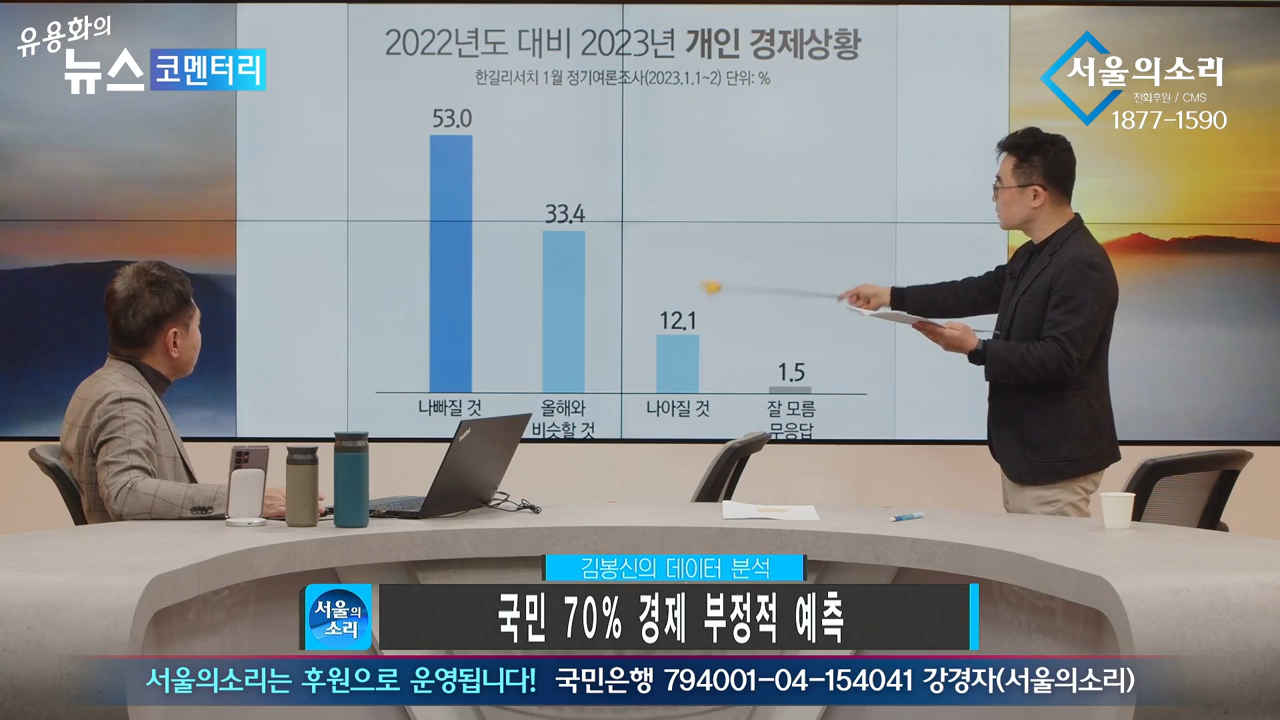 유용화의
뉴스 코멘터리
2022년도 대비 2023년 개인 경제상황
한길리서치 1월 정기여론조사(2023.1.1~2) 단위: %
서울의소리
전화후원 / CMS
1877-1590
53.0
33.4
12.1
1.5
나빠질 것
올해와
비슷할 것
나아질 것
잘 모름
무응답
김봉신의 데이터 분석
서울의
소리
국민 70% 경제 부정적 예측
서울의소리는 후원으로 운영됩니다! 국민은행 794001-04-154041 강경자(서울의소리)